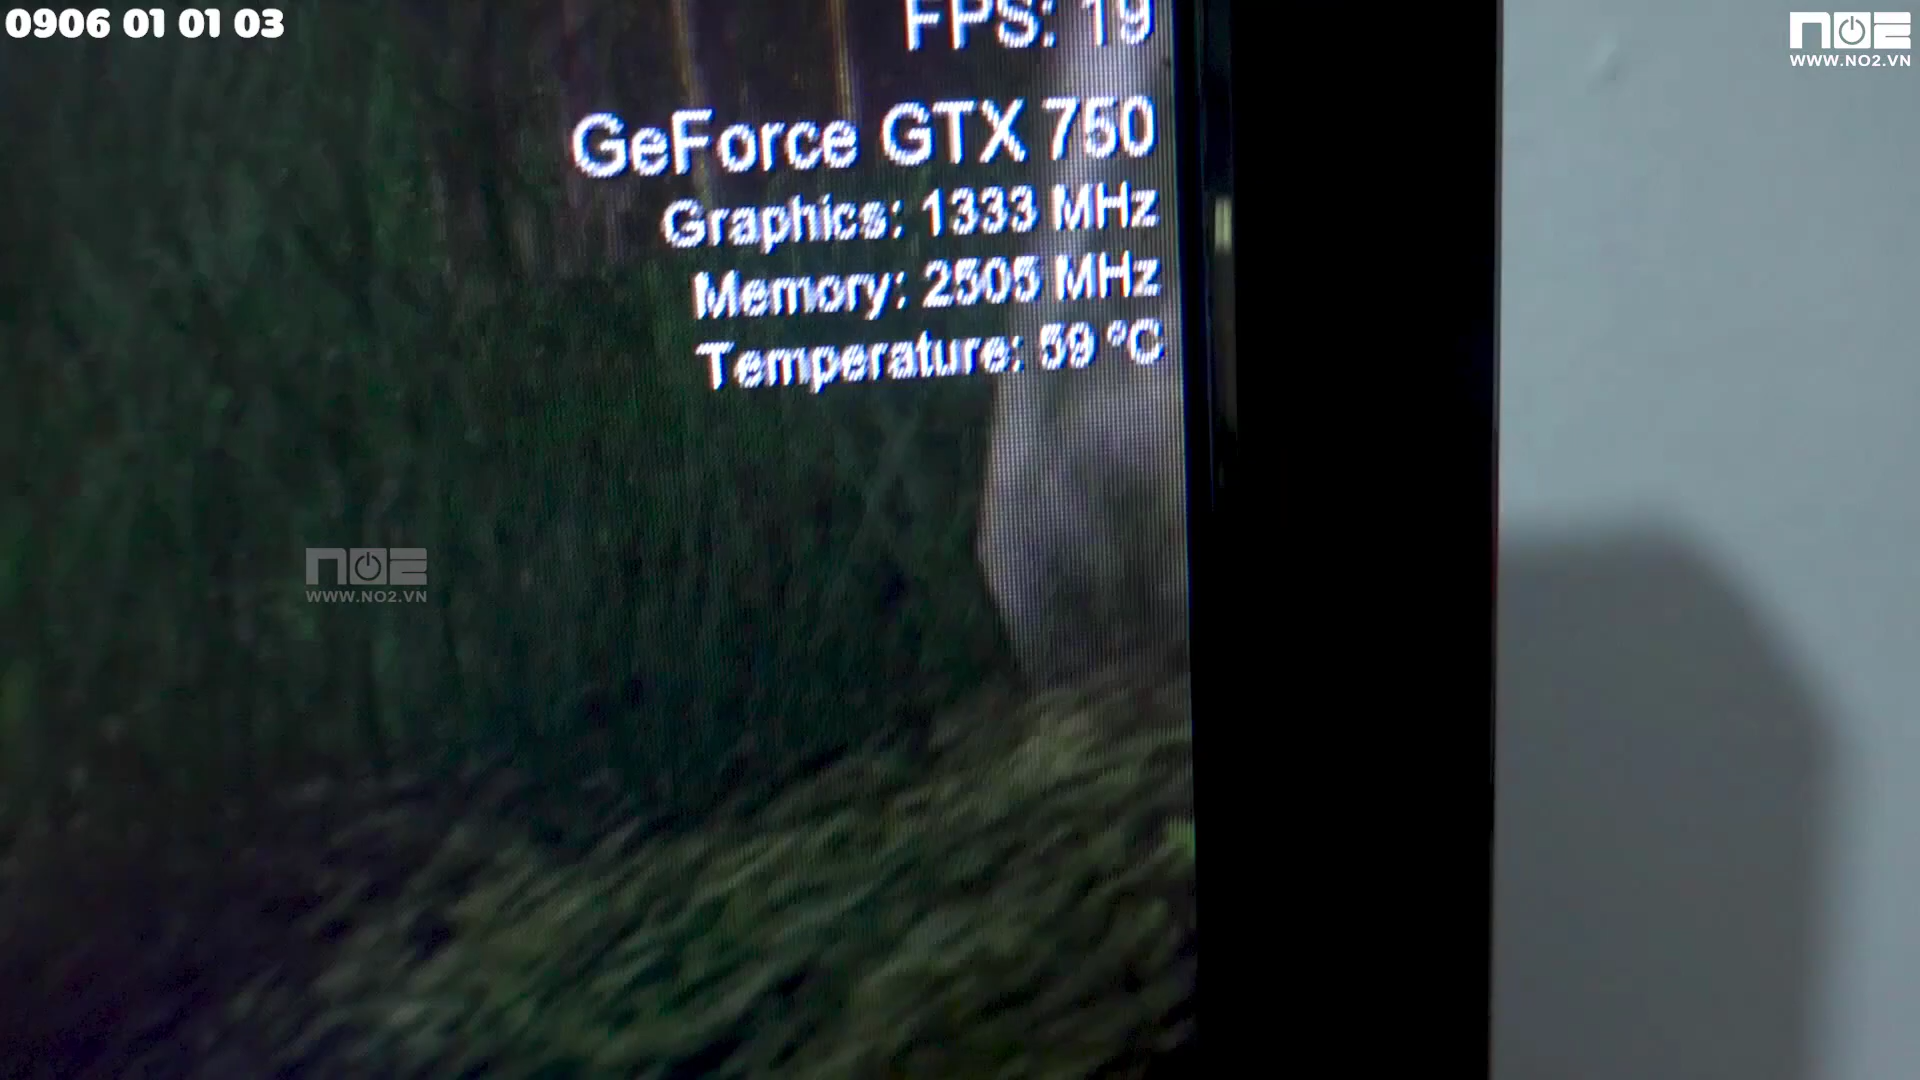 0906 01 01 03
NO2
WWW.NO2.VN
FPS: 19
GeForce GTX 750
Graphics: 1333 MHz
Memory: 2505 MHz
Temperature: 59 °C
NO2
WWW.NO2.VN